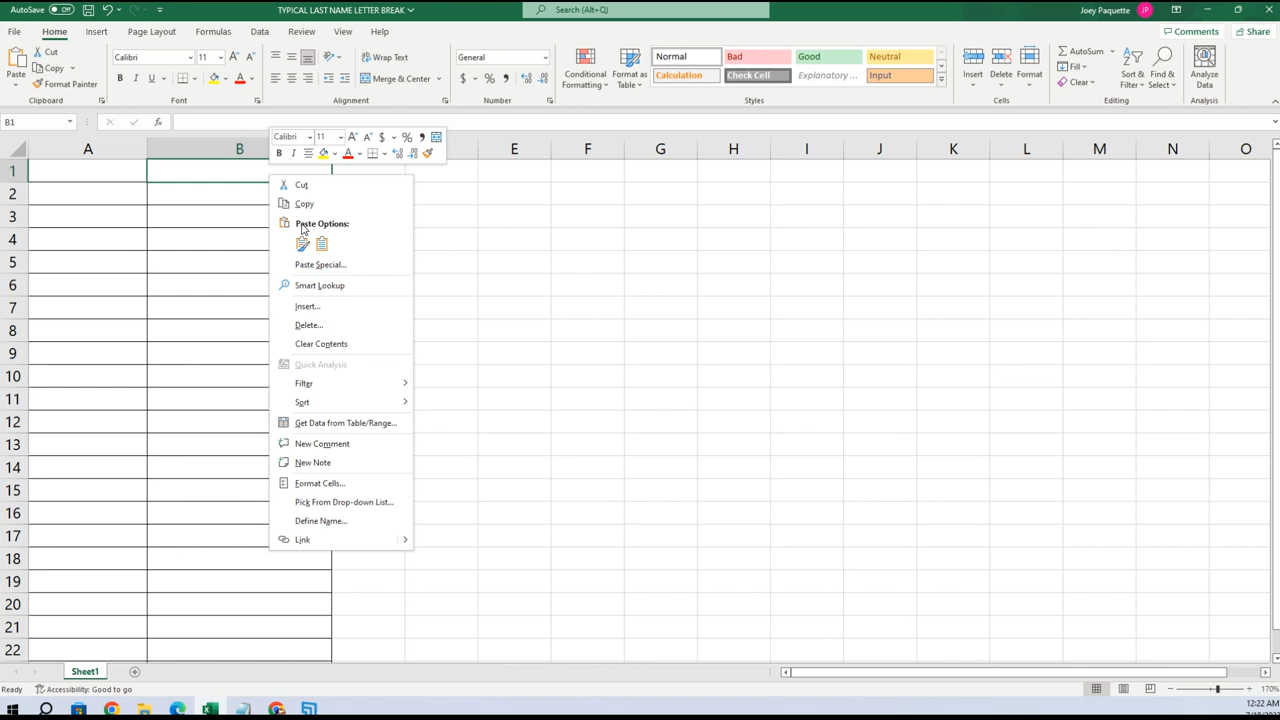 AutoSave Off TYPICAL LAST NAME LETTER BREAK Search (Alt+Q) Joey Paquette JP
File Home Insert Page Layout Formulas Data Review View Help Comments Share
Paste Cut Copy Format Painter
Calibri 11 A A B I U A
Wrap Text Merge & Center
General $ % 9
Conditional Formatting Format as Table
Normal Bad Good Neutral
Calculation Check Cell Explanatory ... Input
Insert Delete Format
AutoSum Fill Clear Sort & Filter Find & Select Analyze Data
Clipboard Font Alignment Number Styles Cells Editing Analysis
B1 fx
Calibri 11 A A $ % 9
B I A
A B E F G H I J K L M N O
1
2
3
4
5
6
7
8
9
10
11
12
13
14
15
16
17
18
19
20
21
22
Cut
Copy
Paste Options:
Paste Special...
Smart Lookup
Insert...
Delete...
Clear Contents
Quick Analysis
Filter
Sort
Get Data from Table/Range...
New Comment
New Note
Format Cells...
Pick From Drop-down List...
Define Name...
Link
Sheet1
Ready Accessibility: Good to go 170%
12:22 AM